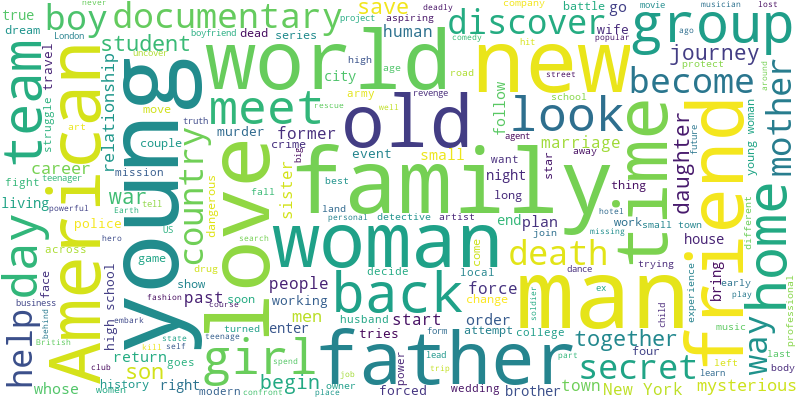 true
boy
documentary
save
discover
battle
go
group
dream
London
student
boyfriend
dead
series
human
wife
journey
team
American
young
world
new
family
old
look
become
mother
meet
love
friend
time
home
woman
man
father
back
girl
secret
day
help
together
death
way
daughter
country
relationship
struggle
travel
art
truth
move
couple
mission
career
living
fight
teenager
powerful
Earth
tell
war
US
police
hero
game
across
face
show
high school
fashion
past
soon
business
behind
British
embark
state
self
kill
club
teenage
turned
goes
return
son
whose
women
history
right
modern
begin
confront
spend
place
job
owner
trip
lead
form
power
forced
wedding
brother
four
part
town
New York
mysterious
last
body
learn
left
music
professional
early
play
experience
bring
child
ex
dance
soldier
order
attempt
college
tries
force
change
start
men
enter
husband
working
people
decide
local
come
join
plan
end
personal
detective
artist
search
land
best
fall
dangerous
drug
sister
small
event
night
long
want
thing
star
away
marriage
agent
former
crime
murder
revenge
well
army
rescue
road
age
high
city
big
follow
hit
popular
comedy
school
street
movie
musician
lost
ago
protect
around
company
deadly
project
aspiring
never
uncover
course
young woman
future
different
small town
work
hotel
missing
trying
house